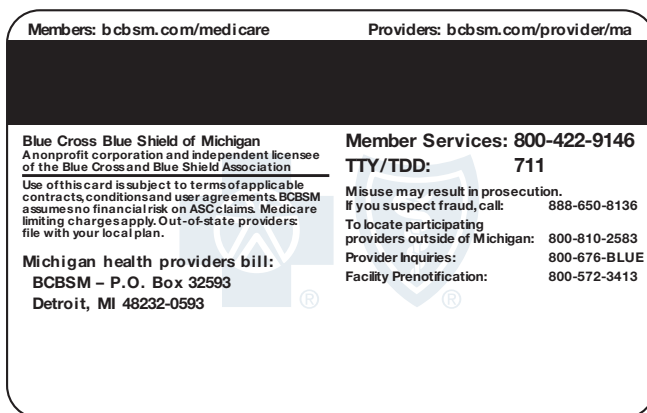 Members: bcbsm.com/medicare
Providers: bcbsm.com/provider/ma
Blue Cross Blue Shield of Michigan
A nonprofit corporation and independent licensee
of the Blue Cross and Blue Shield Association
Use of this card is subject to terms of applicable
contracts, conditions and user agreements. BCBSM
assumes no financial risk on ASC claims. Medicare
limiting charges apply. Out-of-state providers:
file with your local plan.
Michigan health providers bill:
BCBSM – P.O. Box 32593
Detroit, MI 48232-0593
Member Services: 800-422-9146
TTY/TDD: 711
Misuse may result in prosecution.
If you suspect fraud, call: 888-650-8136
To locate participating
providers outside of Michigan: 800-810-2583
Provider Inquiries: 800-676-BLUE
Facility Prenotification: 800-572-3413
® ®